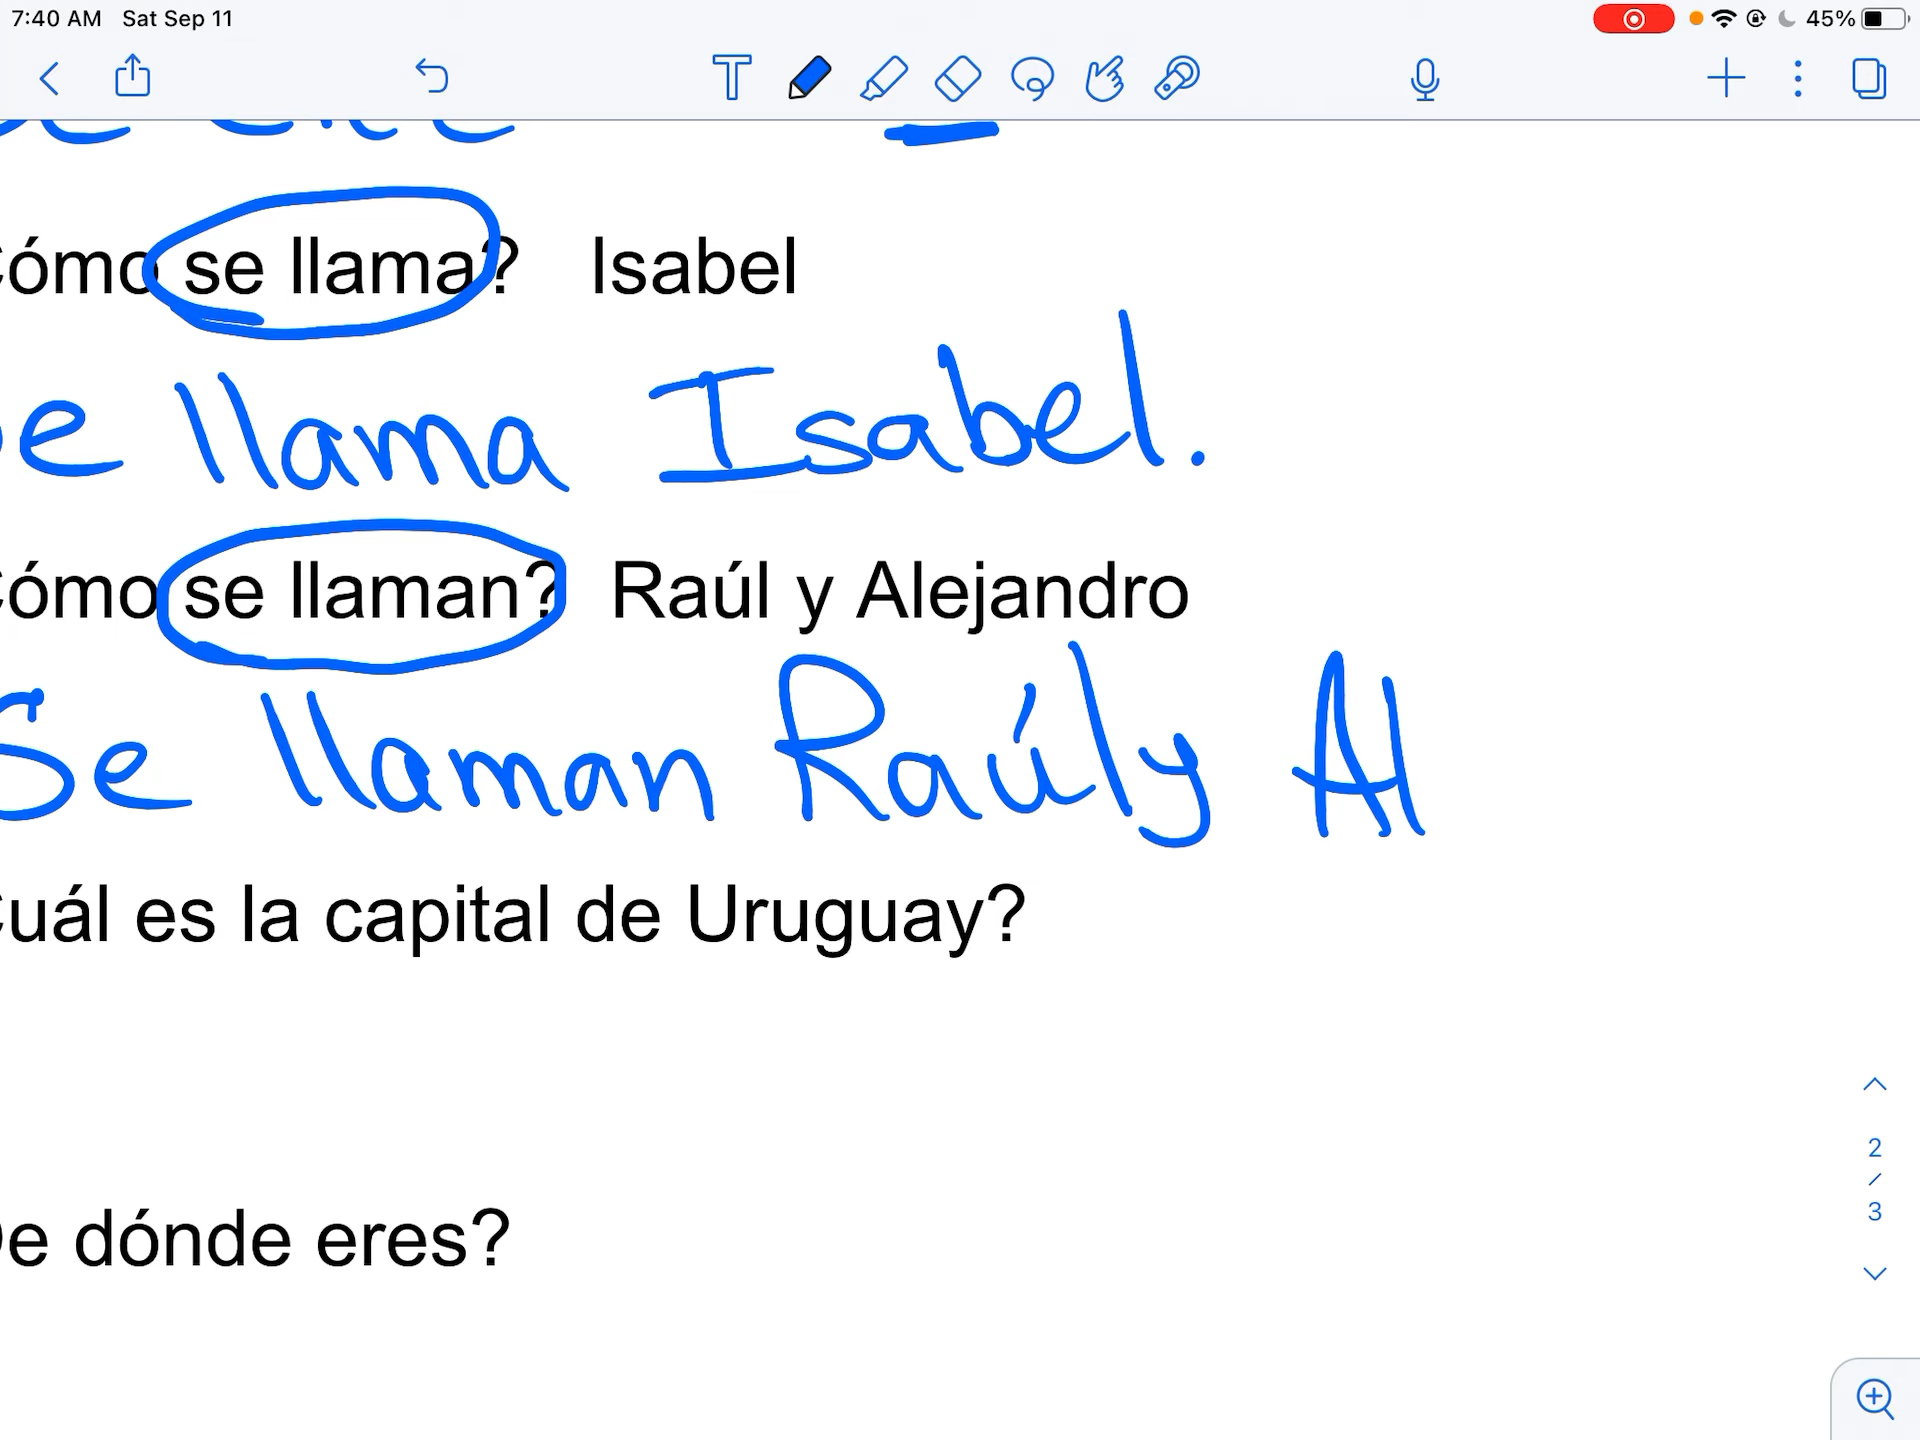 7:40 AM Sat Sep 11
45%
ómo se llama? Isabel
e llama Isabel.
ómo se llaman? Raúl y Alejandro
Se llaman Raúl y Al
uál es la capital de Uruguay?
2
/
3
e dónde eres?